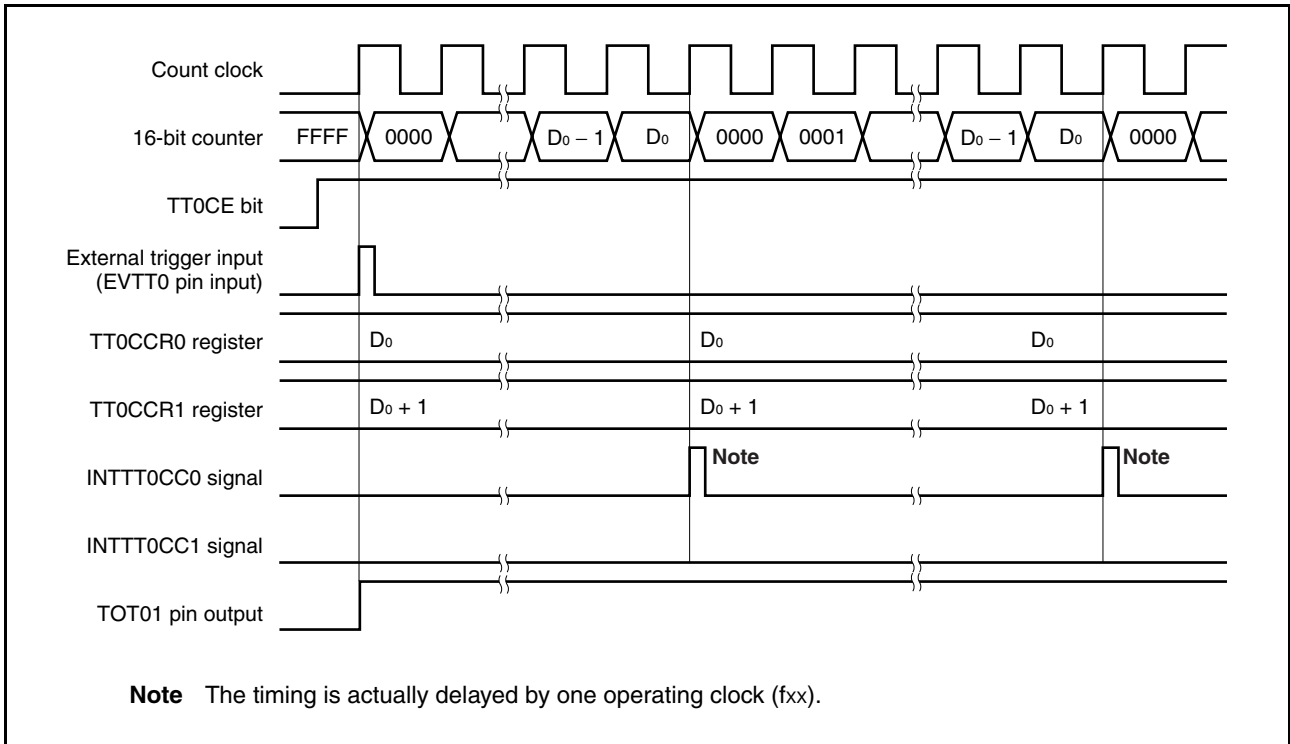 Count clock
16-bit counter FFFF 0000 D₀ − 1 D₀ 0000 0001 D₀ − 1 D₀ 0000
TT0CE bit
External trigger input
(EVTT0 pin input)
TT0CCR0 register D₀ D₀ D₀
TT0CCR1 register D₀ + 1 D₀ + 1 D₀ + 1
INTTT0CC0 signal Note Note
INTTT0CC1 signal
TOT01 pin output
Note The timing is actually delayed by one operating clock (fxx).